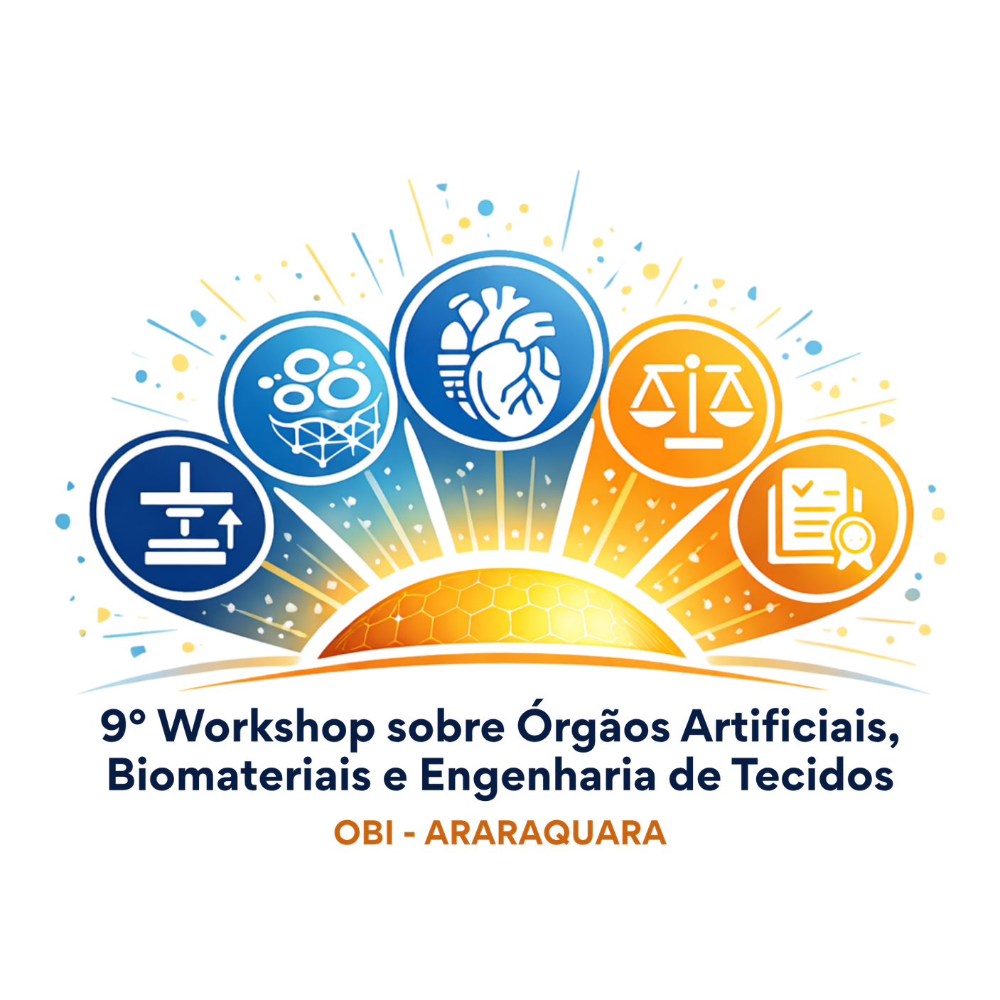 9º Workshop sobre Órgãos Artificiais,
Biomateriais e Engenharia de Tecidos
OBI - ARARAQUARA